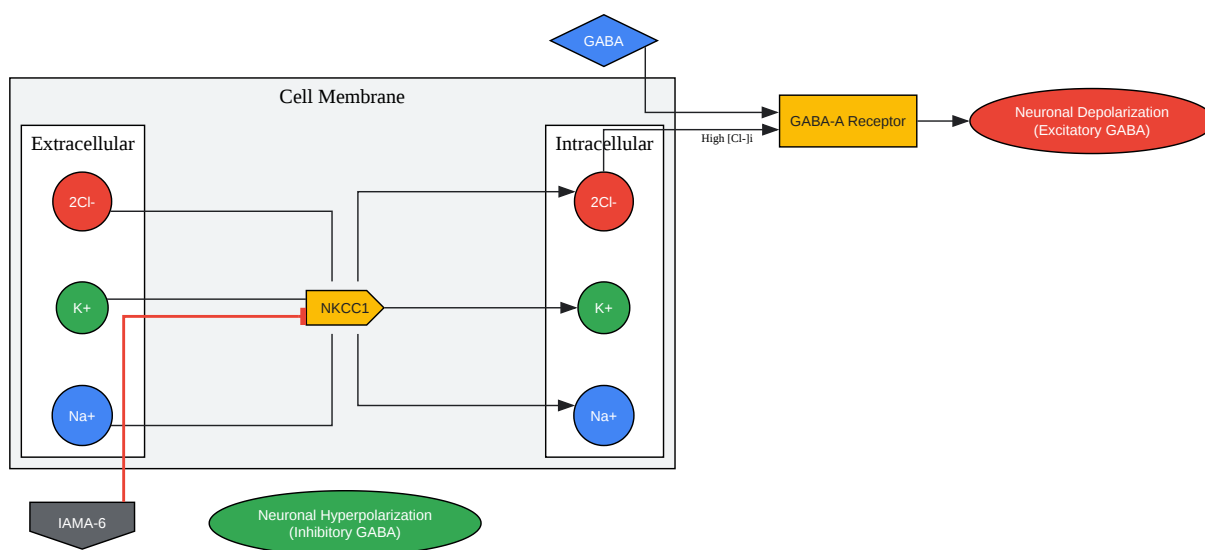 GABA
Cell Membrane
Extracellular
Intracellular
GABA-A Receptor
Neuronal Depolarization
(Excitatory GABA)
High [Cl-]i
2Cl-
2Cl-
K+
NKCC1
K+
Na+
Na+
IAMA-6
Neuronal Hyperpolarization
(Inhibitory GABA)